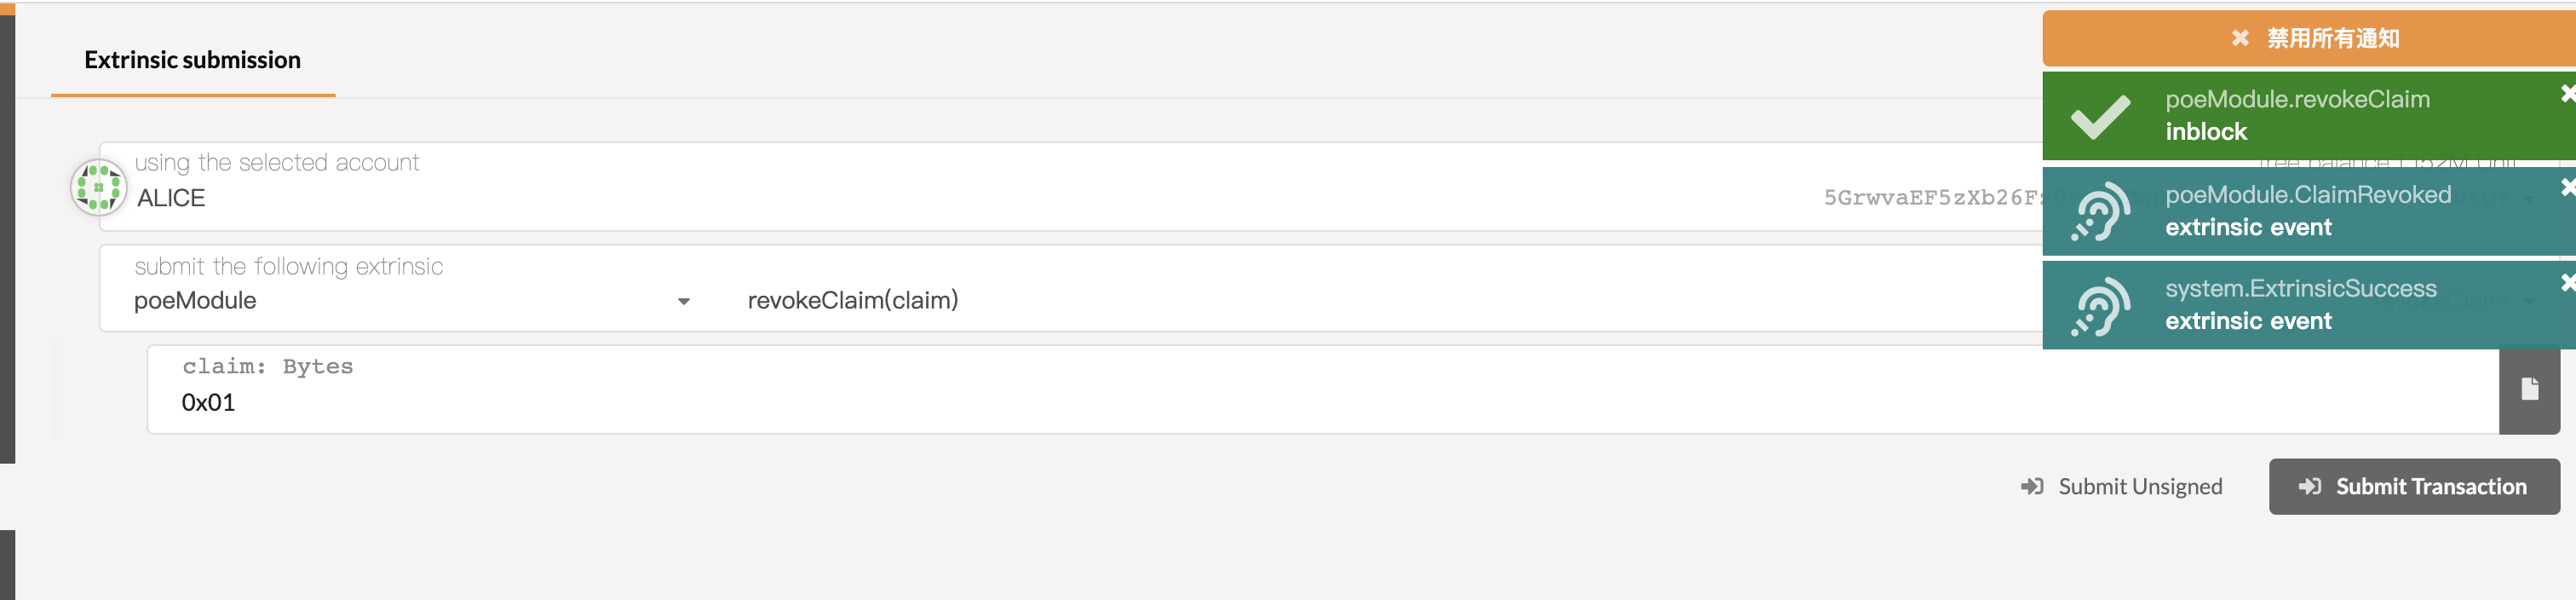 Extrinsic submission
禁用所有通知
poeModule.revokeClaim
inblock
using the selected account
ALICE
5GrwvaEF5zXb26F
poeModule.ClaimRevoked
extrinsic event
submit the following extrinsic
poeModule
revokeClaim(claim)
system.ExtrinsicSuccess
extrinsic event
claim: Bytes
0x01
Submit Unsigned
Submit Transaction